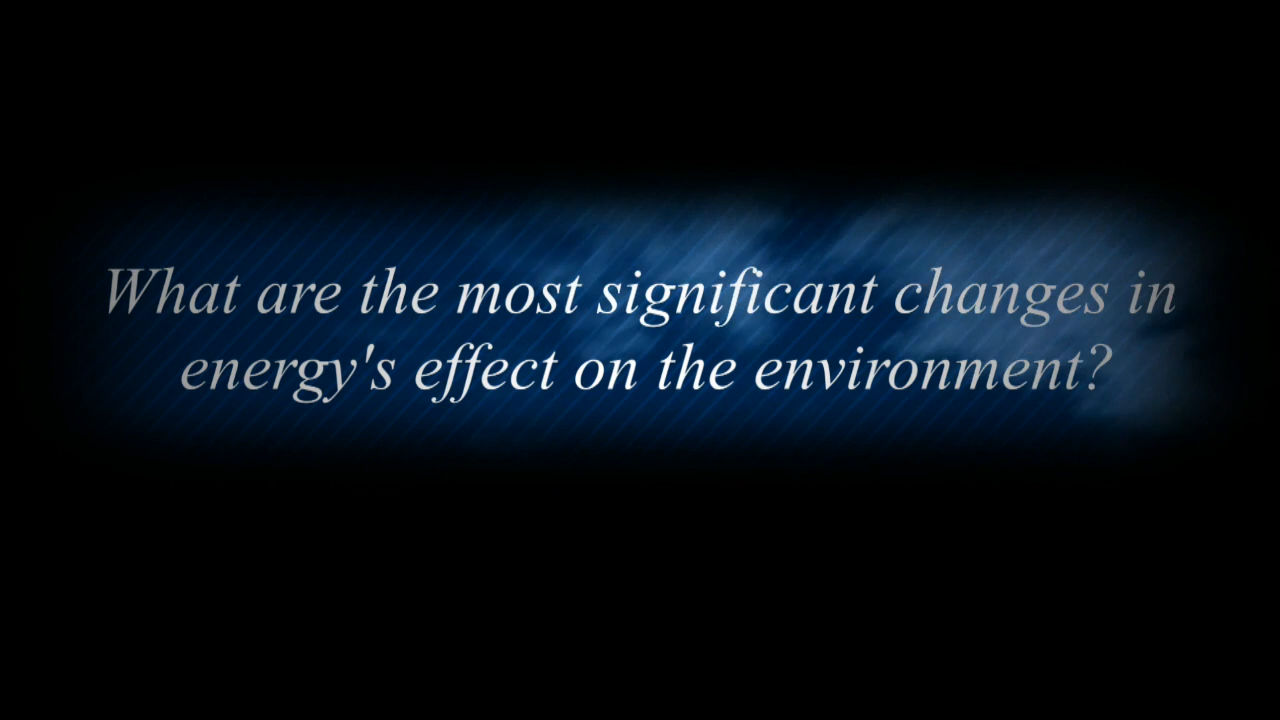 What are the most significant changes in
energy's effect on the environment?